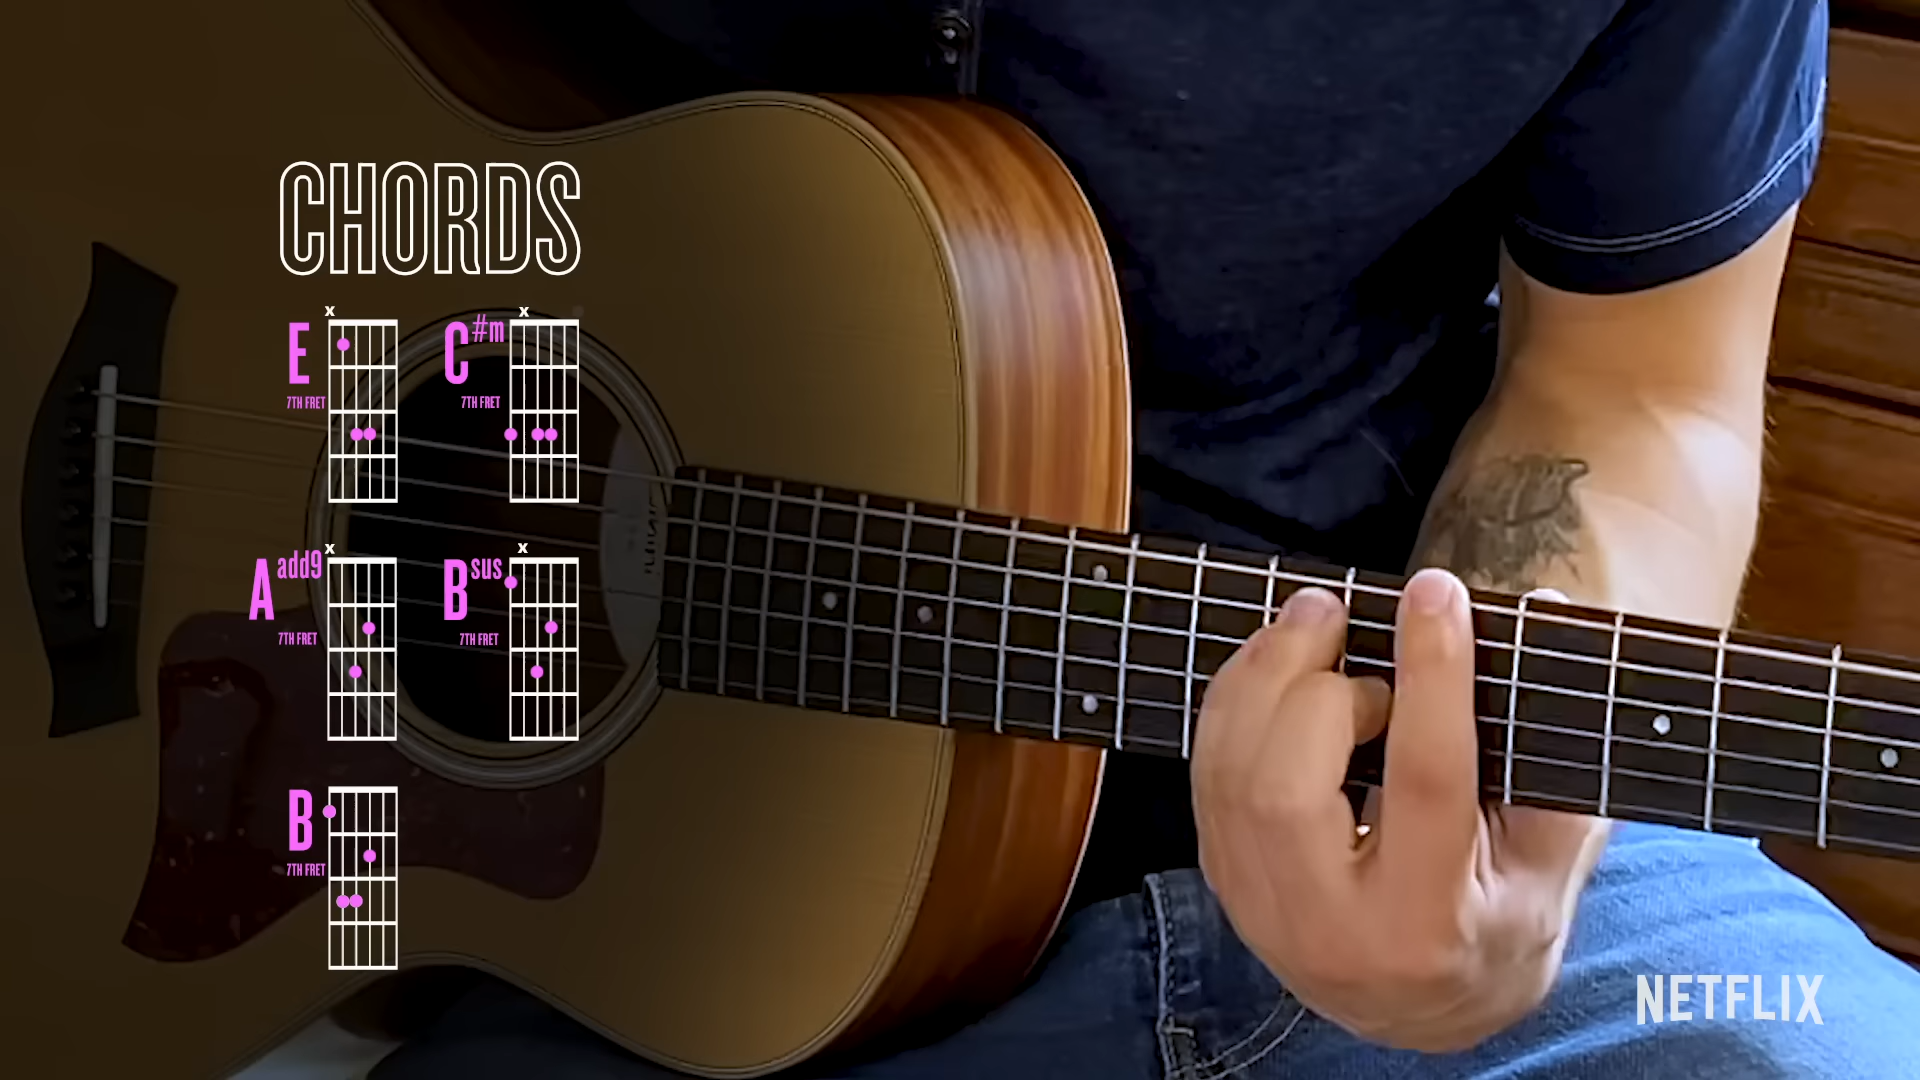 CHORDS
x
E
7TH FRET
x
C#m
7TH FRET
x
Aadd9
7TH FRET
x
Bsus
7TH FRET
B
7TH FRET
NETFLIX